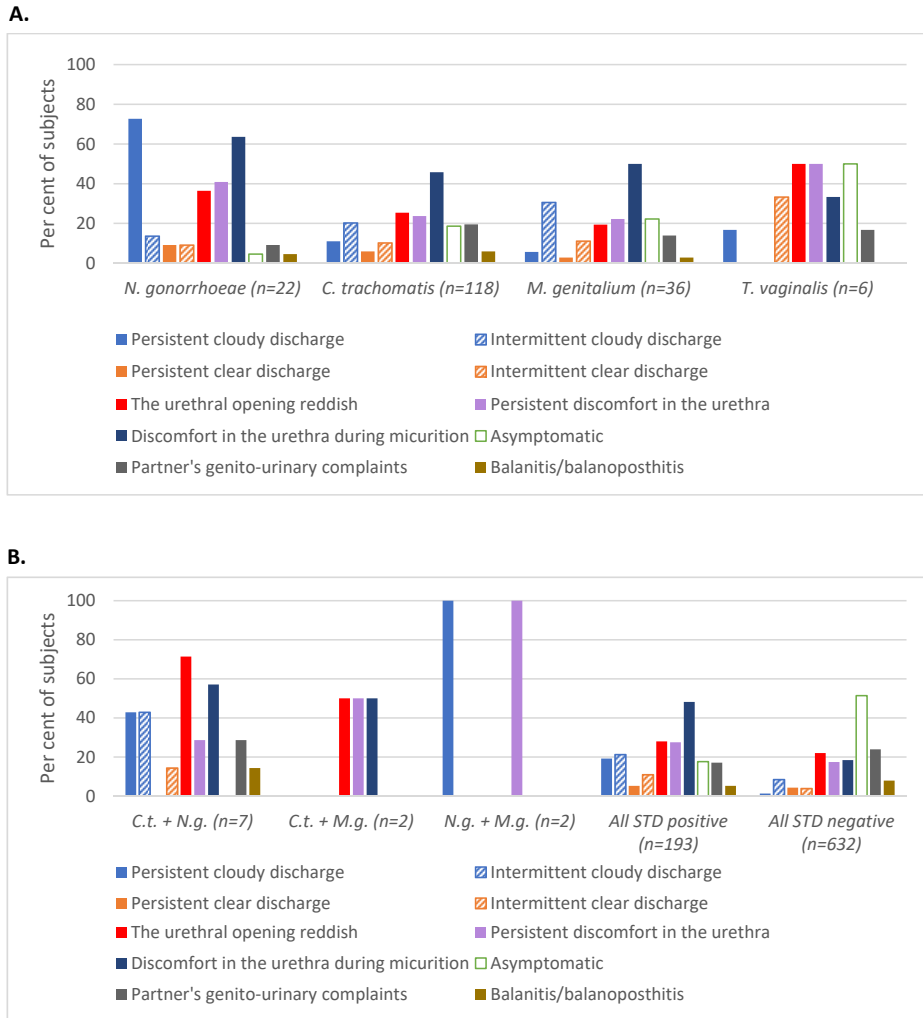 A.
100
80
60
40
20
0
Per cent of subjects
N. gonorrhoeae (n=22) C. trachomatis (n=118) M. genitalium (n=36) T. vaginalis (n=6)
Persistent cloudy discharge Intermittent cloudy discharge
Persistent clear discharge Intermittent clear discharge
The urethral opening reddish Persistent discomfort in the urethra
Discomfort in the urethra during micurition Asymptomatic
Partner's genito-urinary complaints Balanitis/balanoposthitis
B.
100
80
60
40
20
0
Per cent of subjects
C.t. + N.g. (n=7) C.t. + M.g. (n=2) N.g. + M.g. (n=2) All STD positive All STD negative
(n=193) (n=632)
Persistent cloudy discharge Intermittent cloudy discharge
Persistent clear discharge Intermittent clear discharge
The urethral opening reddish Persistent discomfort in the urethra
Discomfort in the urethra during micurition Asymptomatic
Partner's genito-urinary complaints Balanitis/balanoposthitis